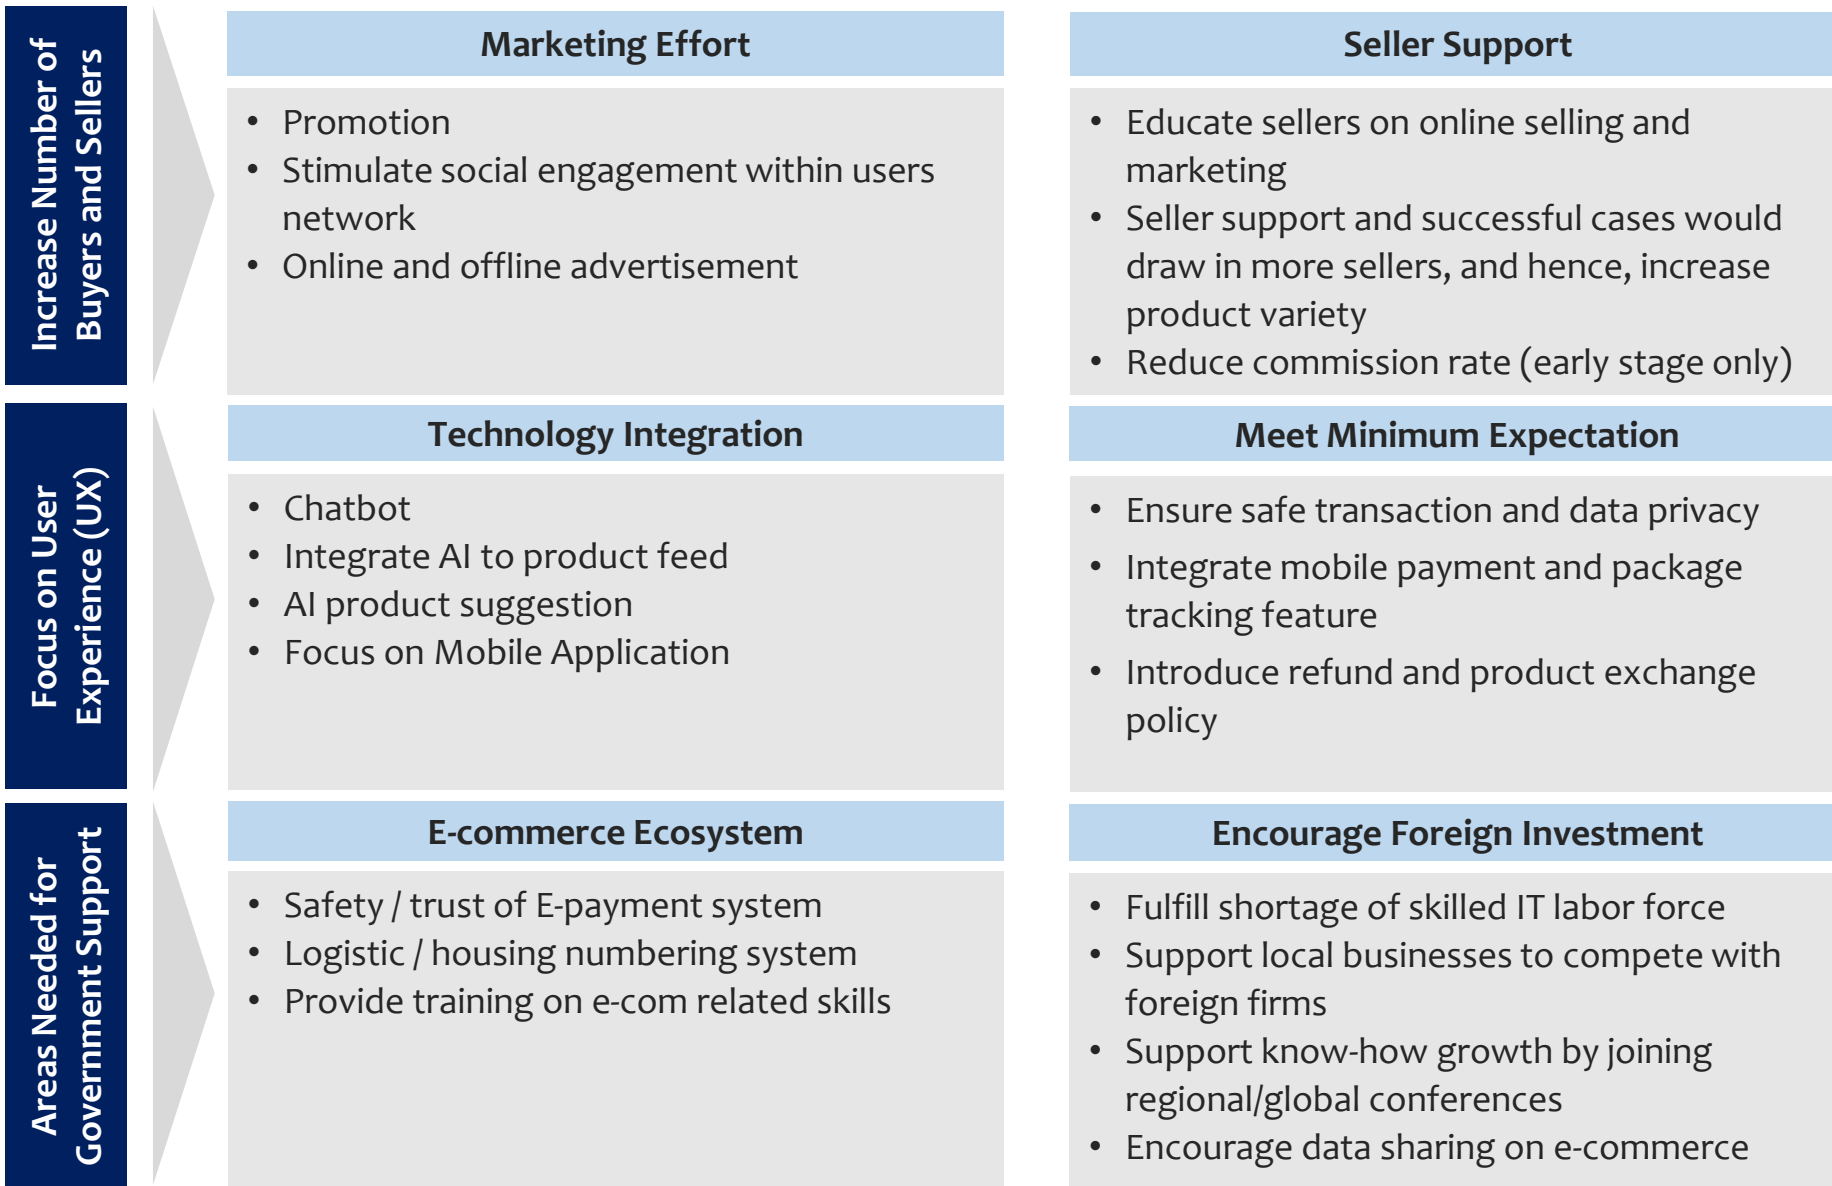 Increase Number of
Buyers and Sellers
Marketing Effort
• Promotion
• Stimulate social engagement within users
network
• Online and offline advertisement
Seller Support
• Educate sellers on online selling and
marketing
• Seller support and successful cases would
draw in more sellers, and hence, increase
product variety
• Reduce commission rate (early stage only)
Focus on User
Experience (UX)
Technology Integration
• Chatbot
• Integrate AI to product feed
• AI product suggestion
• Focus on Mobile Application
Meet Minimum Expectation
• Ensure safe transaction and data privacy
• Integrate mobile payment and package
tracking feature
• Introduce refund and product exchange
policy
Areas Needed for
Government Support
E-commerce Ecosystem
• Safety / trust of E-payment system
• Logistic / housing numbering system
• Provide training on e-com related skills
Encourage Foreign Investment
• Fulfill shortage of skilled IT labor force
• Support local businesses to compete with
foreign firms
• Support know-how growth by joining
regional/global conferences
• Encourage data sharing on e-commerce